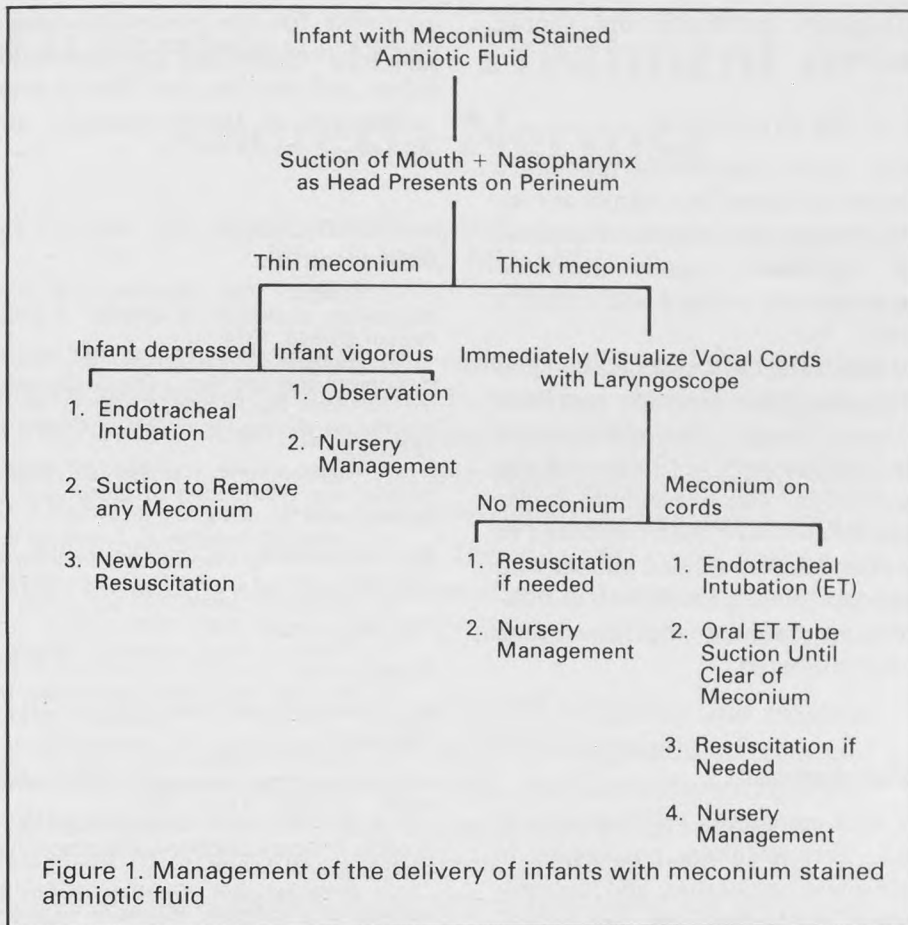 Infant with Meconium Stained
Amniotic Fluid
Suction of Mouth + Nasopharynx
as Head Presents on Perineum
Thin meconium
Thick meconium
Infant depressed
1. Endotracheal
Intubation
2. Suction to Remove
any Meconium
3. Newborn
Resuscitation
Infant vigorous
1. Observation
2. Nursery
Management
Immediately Visualize Vocal Cords
with Laryngoscope
No meconium
1. Resuscitation
if needed
2. Nursery
Management
Meconium on
cords
1. Endotracheal
Intubation (ET)
2. Oral ET Tube
Suction Until
Clear of
Meconium
3. Resuscitation if
Needed
4. Nursery
Management
Figure 1. Management of the delivery of infants with meconium stained
amniotic fluid